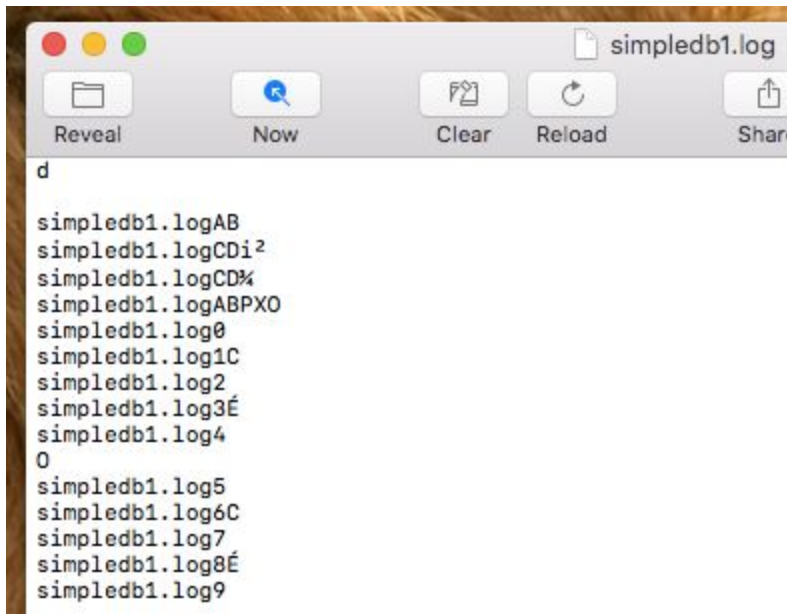 simpledb1.log
Reveal Now Clear Reload Shar
d
simpledb1.logAB
simpledb1.logCDi²
simpledb1.logCD¾
simpledb1.logABPXO
simpledb1.log0
simpledb1.log1C
simpledb1.log2
simpledb1.log3É
simpledb1.log4
O
simpledb1.log5
simpledb1.log6C
simpledb1.log7
simpledb1.log8É
simpledb1.log9